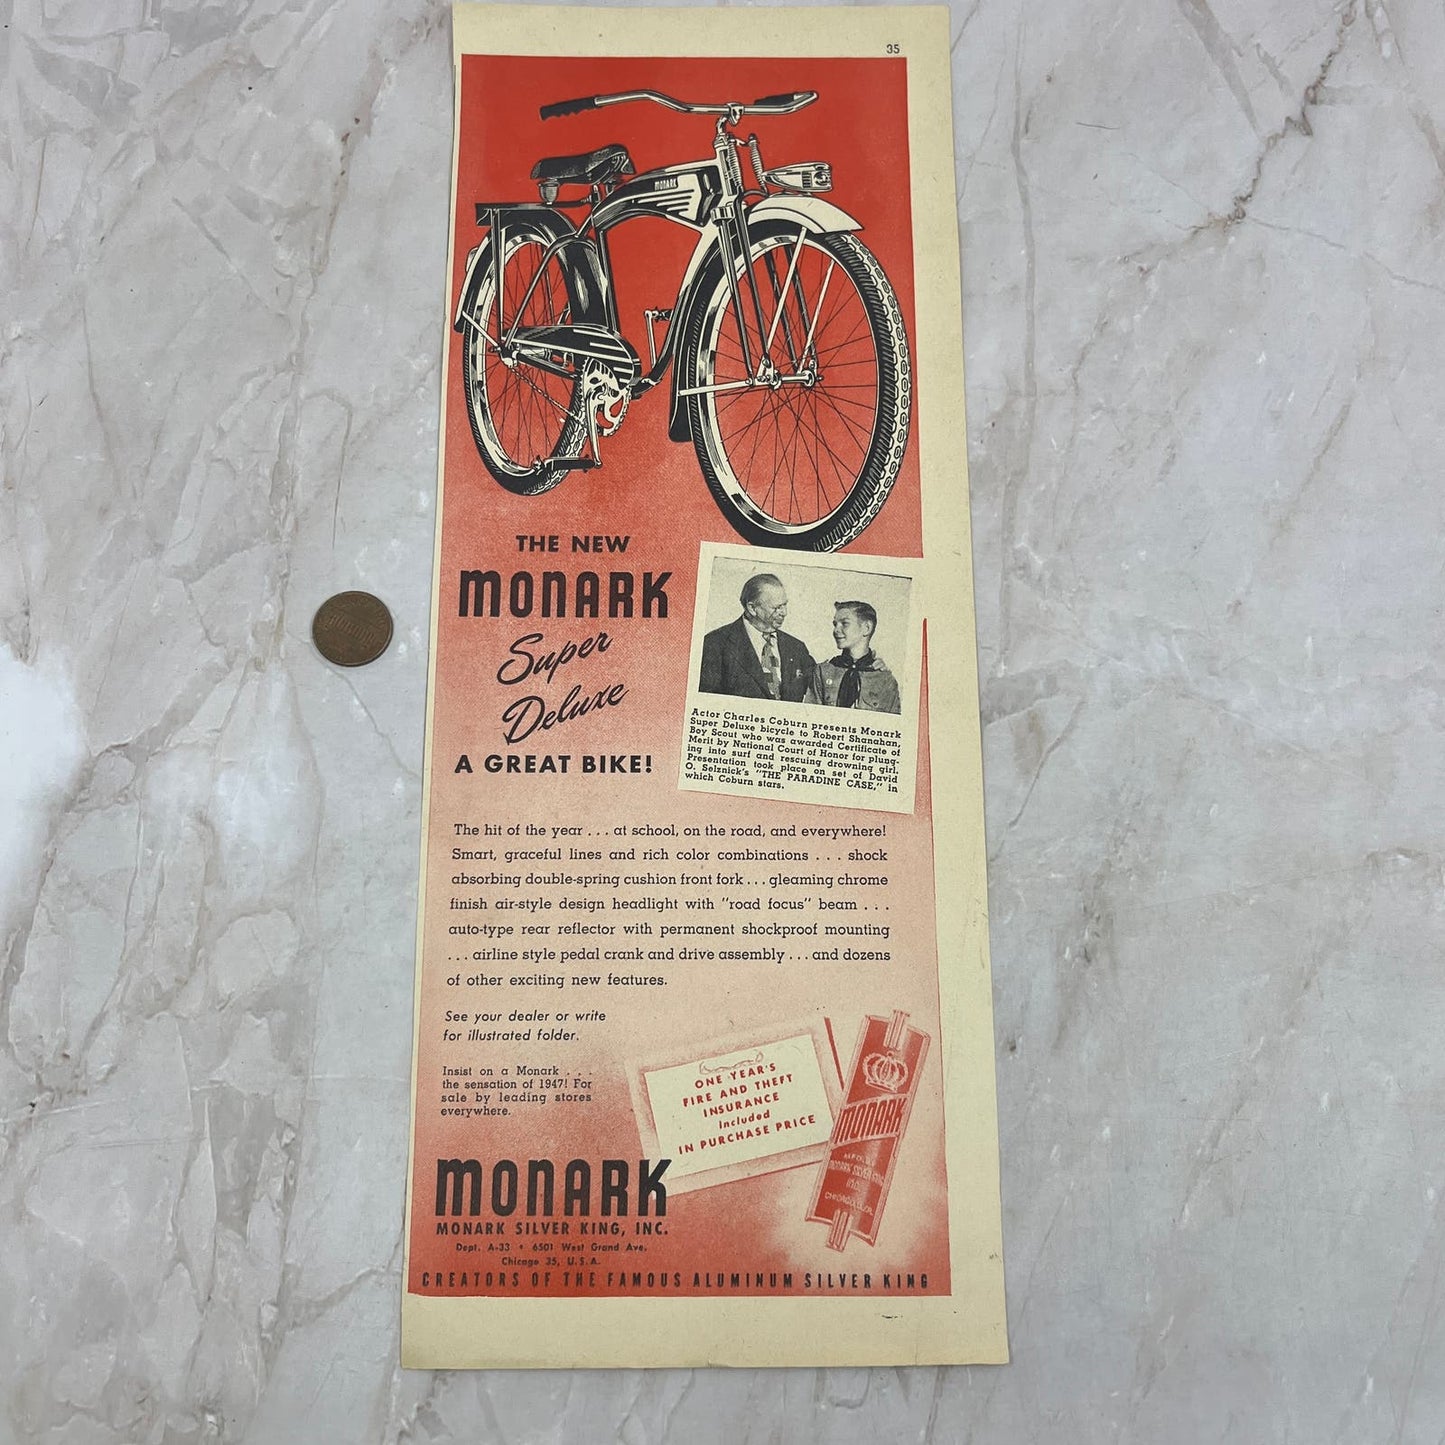 35
MONARK
THE NEW
MONARK
Super
Deluxe
A GREAT BIKE!
Actor Charles Coburn presents Monark
Super Deluxe bicycle to Robert Shanahan,
Boy Scout who was awarded Certificate of
Merit by National Court of Honor for plung-
ing into surf and rescuing drowning girl.
Presentation took place on set of David
O. Selznick's "THE PARADINE CASE," in
which Coburn stars.
The hit of the year . . . at school, on the road, and everywhere!
Smart, graceful lines and rich color combinations . . . shock
absorbing double-spring cushion front fork . . . gleaming chrome
finish air-style design headlight with "road focus" beam . . .
auto-type rear reflector with permanent shockproof mounting
. . . airline style pedal crank and drive assembly . . . and dozens
of other exciting new features.
See your dealer or write
for illustrated folder.
Insist on a Monark . . .
the sensation of 1947! For
sale by leading stores
everywhere.
ONE YEAR'S
FIRE AND THEFT
INSURANCE
Included
IN PURCHASE PRICE
MONARK
MONARK SILVER KING
INC.
MONARK
MONARK SILVER KING, INC.
Dept. A-33 • 6501 West Grand Ave.
Chicago 35, U.S.A.
CREATORS OF THE FAMOUS ALUMINUM SILVER KING